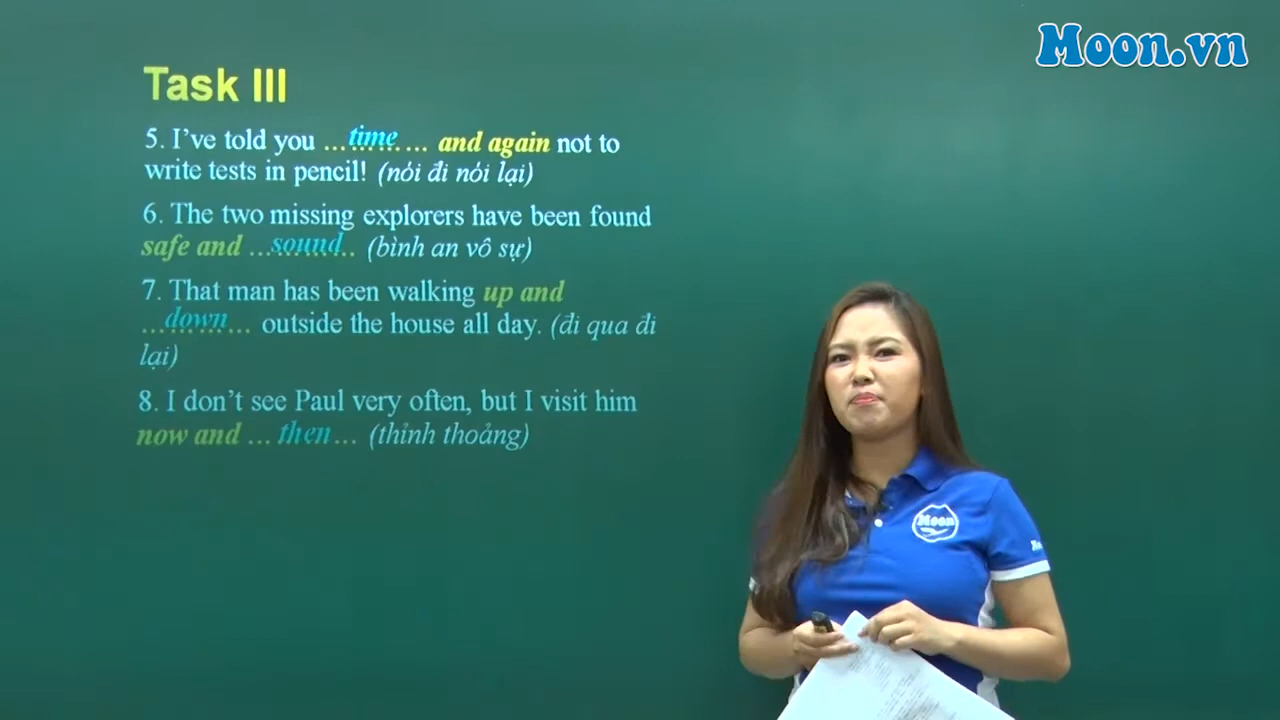 Moon.vn
Task III
5. I've told you ...time... and again not to
write tests in pencil! (nói đi nói lại)
6. The two missing explorers have been found
safe and ...sound... (bình an vô sự)
7. That man has been walking up and
...down... outside the house all day. (đi qua đi
lại)
8. I don't see Paul very often, but I visit him
now and ...then... (thỉnh thoảng)
Moon